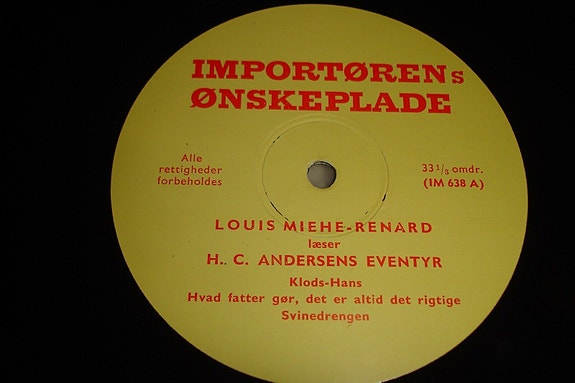 IMPORTØRENs
ØNSKEPLADE
Alle
rettigheder
forbeholdes
33 1/3 omdr.
(IM 638 A)
LOUIS MIEHE-RENARD
læser
H.. C. ANDERSENS EVENTYR
Klods-Hans
Hvad fatter gør, det er altid det rigtige
Svinedrengen